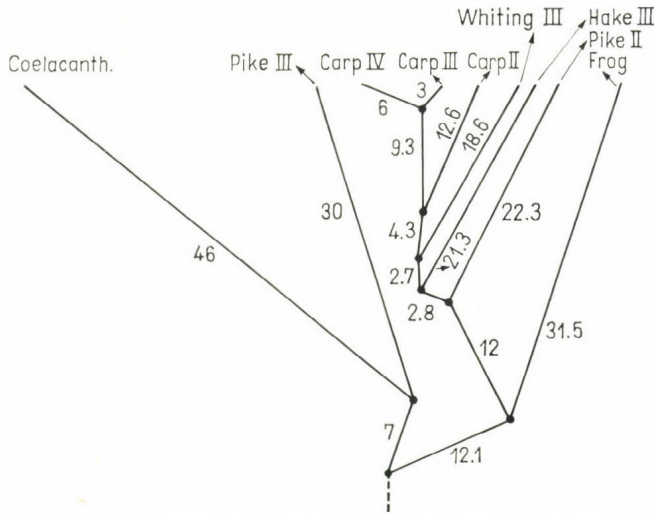 Whiting III
Hake III
Pike II
Coelacanth.
Pike III
Carp IV
Carp III
Carp II
Frog
3
6
12.6
18.6
9.3
30
22.3
4.3
46
21.3
2.7
2.8
31.5
12
7
12.1